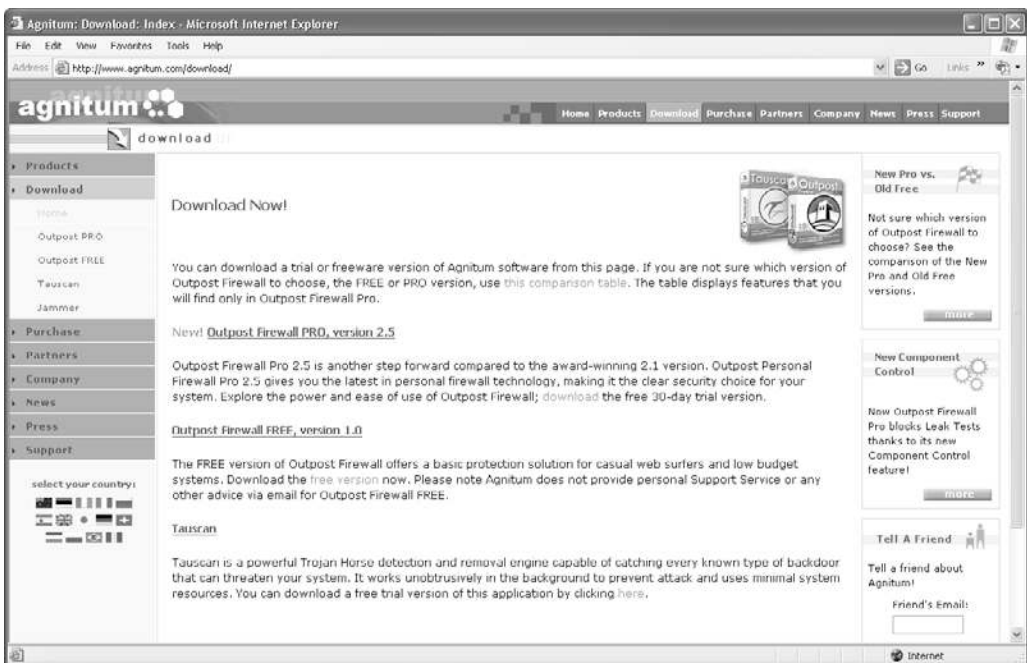 Agnitum: Download: Index - Microsoft Internet Explorer
File Edit View Favorites Tools Help
Address http://www.agnitum.com/download/ Go Links »
agnitum
Home Products Download Purchase Partners Company News Press Support
download
Products
Download
Home
Outpost PRO
Outpost FREE
Tauscan
Jammer
Purchase
Partners
Company
News
Press
Support
select your country:
Download Now!
Tauscan Outpost
You can download a trial or freeware version of Agnitum software from this page. If you are not sure which version of
Outpost Firewall to choose, the FREE or PRO version, use this comparison table. The table displays features that you
will find only in Outpost Firewall Pro.
New! Outpost Firewall PRO, version 2.5
Outpost Firewall Pro 2.5 is another step forward compared to the award-winning 2.1 version. Outpost Personal
Firewall Pro 2.5 gives you the latest in personal firewall technology, making it the clear security choice for your
system. Explore the power and ease of use of Outpost Firewall; download the free 30-day trial version.
Outpost Firewall FREE, version 1.0
The FREE version of Outpost Firewall offers a basic protection solution for casual web surfers and low budget
systems. Download the free version now. Please note Agnitum does not provide personal Support Service or any
other advice via email for Outpost Firewall FREE.
Tauscan
Tauscan is a powerful Trojan Horse detection and removal engine capable of catching every known type of backdoor
that can threaten your system. It works unobtrusively in the background to prevent attack and uses minimal system
resources. You can download a free trial version of this application by clicking here.
New Pro vs.
Old Free
Not sure which version
of Outpost Firewall to
choose? See the
comparison of the New
Pro and Old Free
versions.
more
New Component
Control
Now Outpost Firewall
Pro blocks Leak Tests
thanks to its new
Component Control
feature!
more
Tell A Friend
Tell a friend about
Agnitum!
Friend's Email:
Internet